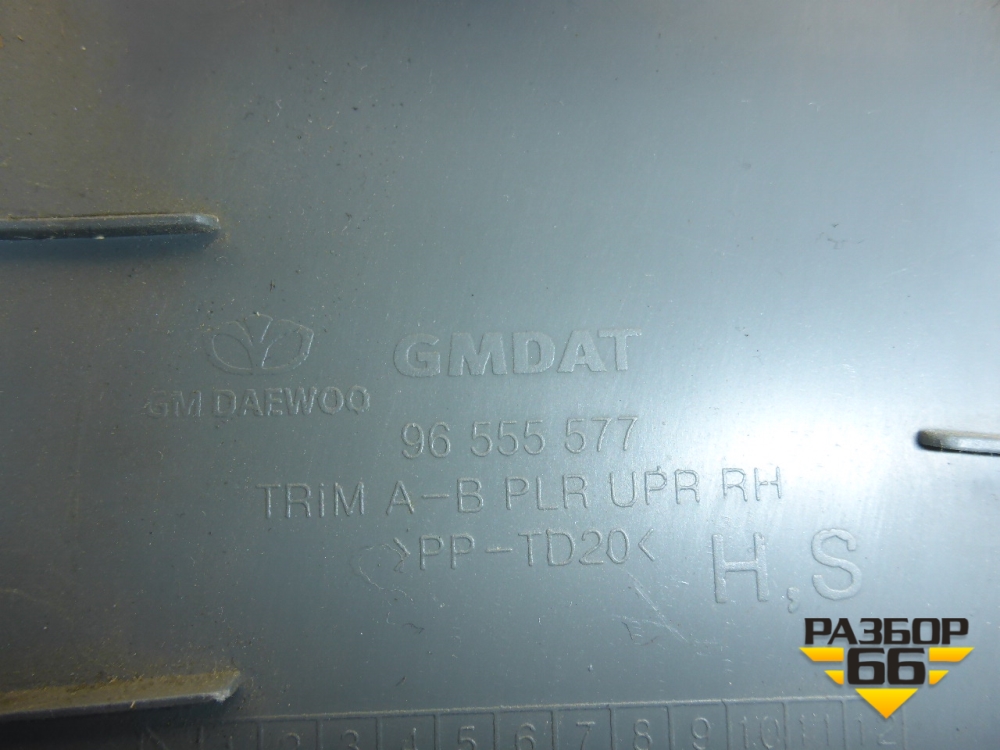 GMDAT
GM DAEWOO
96 555 577
TRiM A-B PLR UPR RH
>PP-TD20<
H,S
РАЗБОР
66
1 2 3 4 5 6 7 8 9 10 11 12